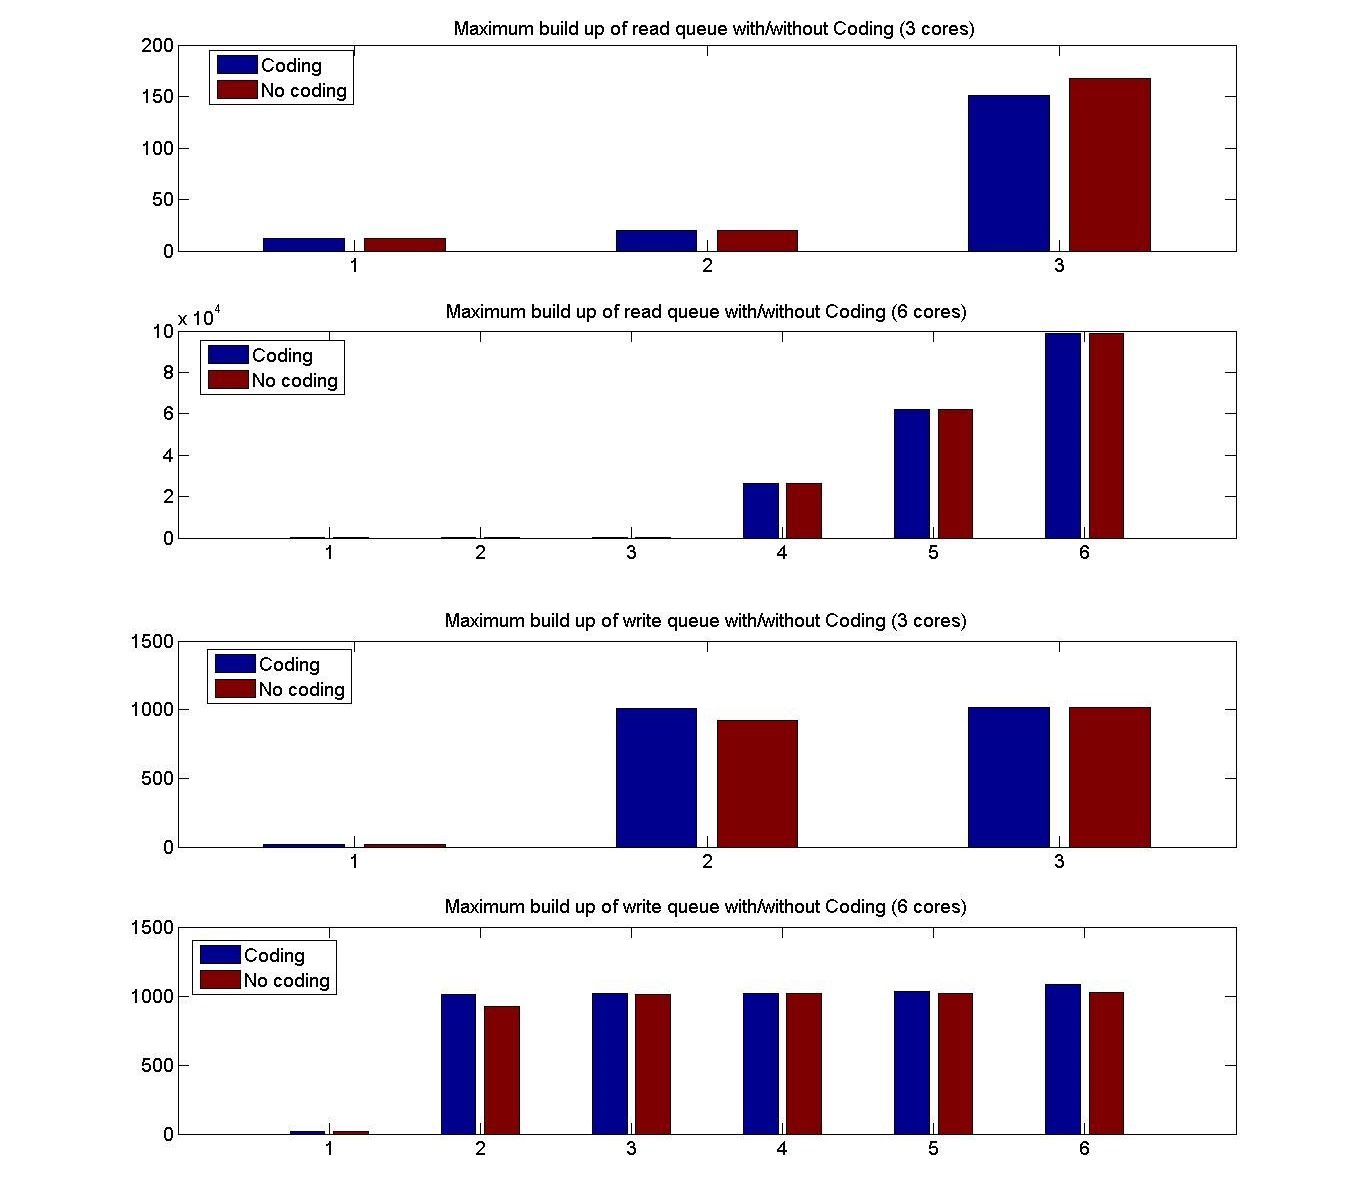 Maximum build up of read queue with/without Coding (3 cores)
200
150
100
50
0
Coding
No coding
1 2 3
Maximum build up of read queue with/without Coding (6 cores)
x 10^4
10
8
6
4
2
0
Coding
No coding
1 2 3 4 5 6
Maximum build up of write queue with/without Coding (3 cores)
1500
1000
500
0
Coding
No coding
1 2 3
Maximum build up of write queue with/without Coding (6 cores)
1500
1000
500
0
Coding
No coding
1 2 3 4 5 6